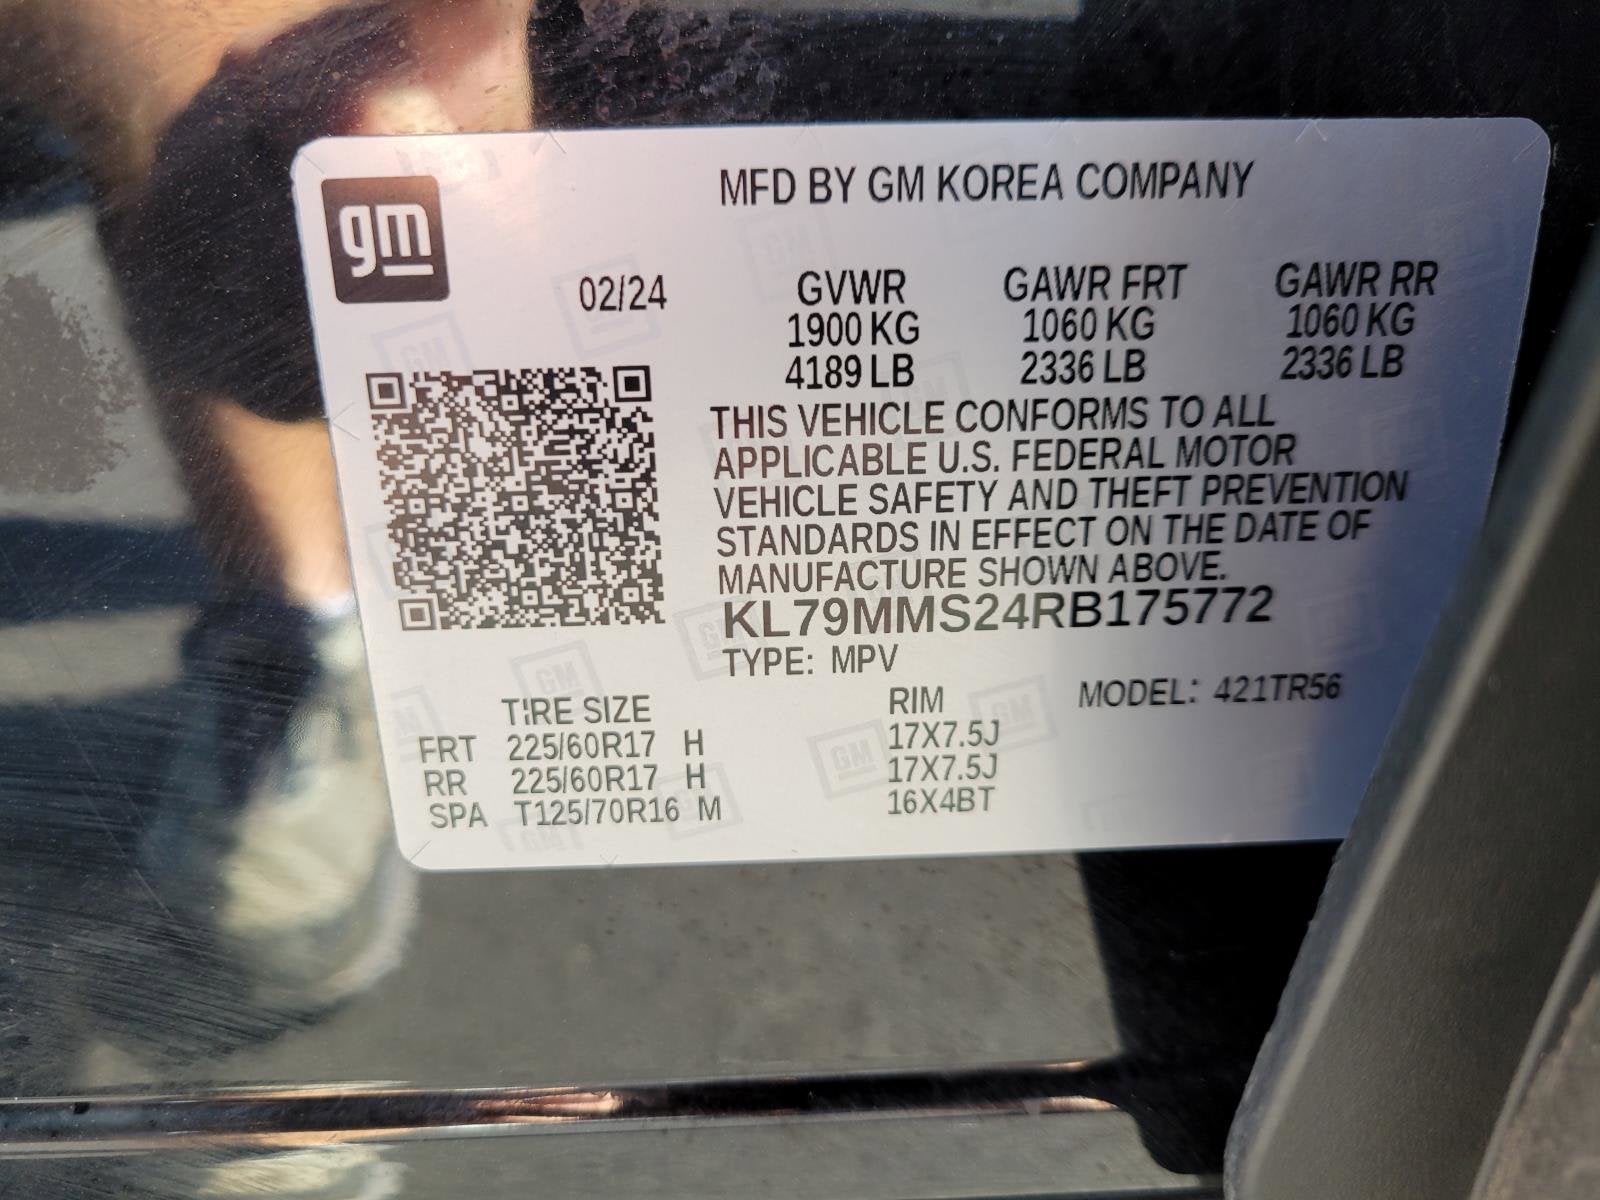 gm
MFD BY GM KOREA COMPANY
02/24 GVWR GAWR FRT GAWR RR
1900 KG 1060 KG 1060 KG
4189 LB 2336 LB 2336 LB
THIS VEHICLE CONFORMS TO ALL
APPLICABLE U.S. FEDERAL MOTOR
VEHICLE SAFETY AND THEFT PREVENTION
STANDARDS IN EFFECT ON THE DATE OF
MANUFACTURE SHOWN ABOVE.
KL79MMS24RB175772
TYPE: MPV
MODEL: 421TR56
TIRE SIZE RIM
FRT 225/60R17 H 17X7.5J
RR 225/60R17 H 17X7.5J
SPA T125/70R16 M 16X4BT